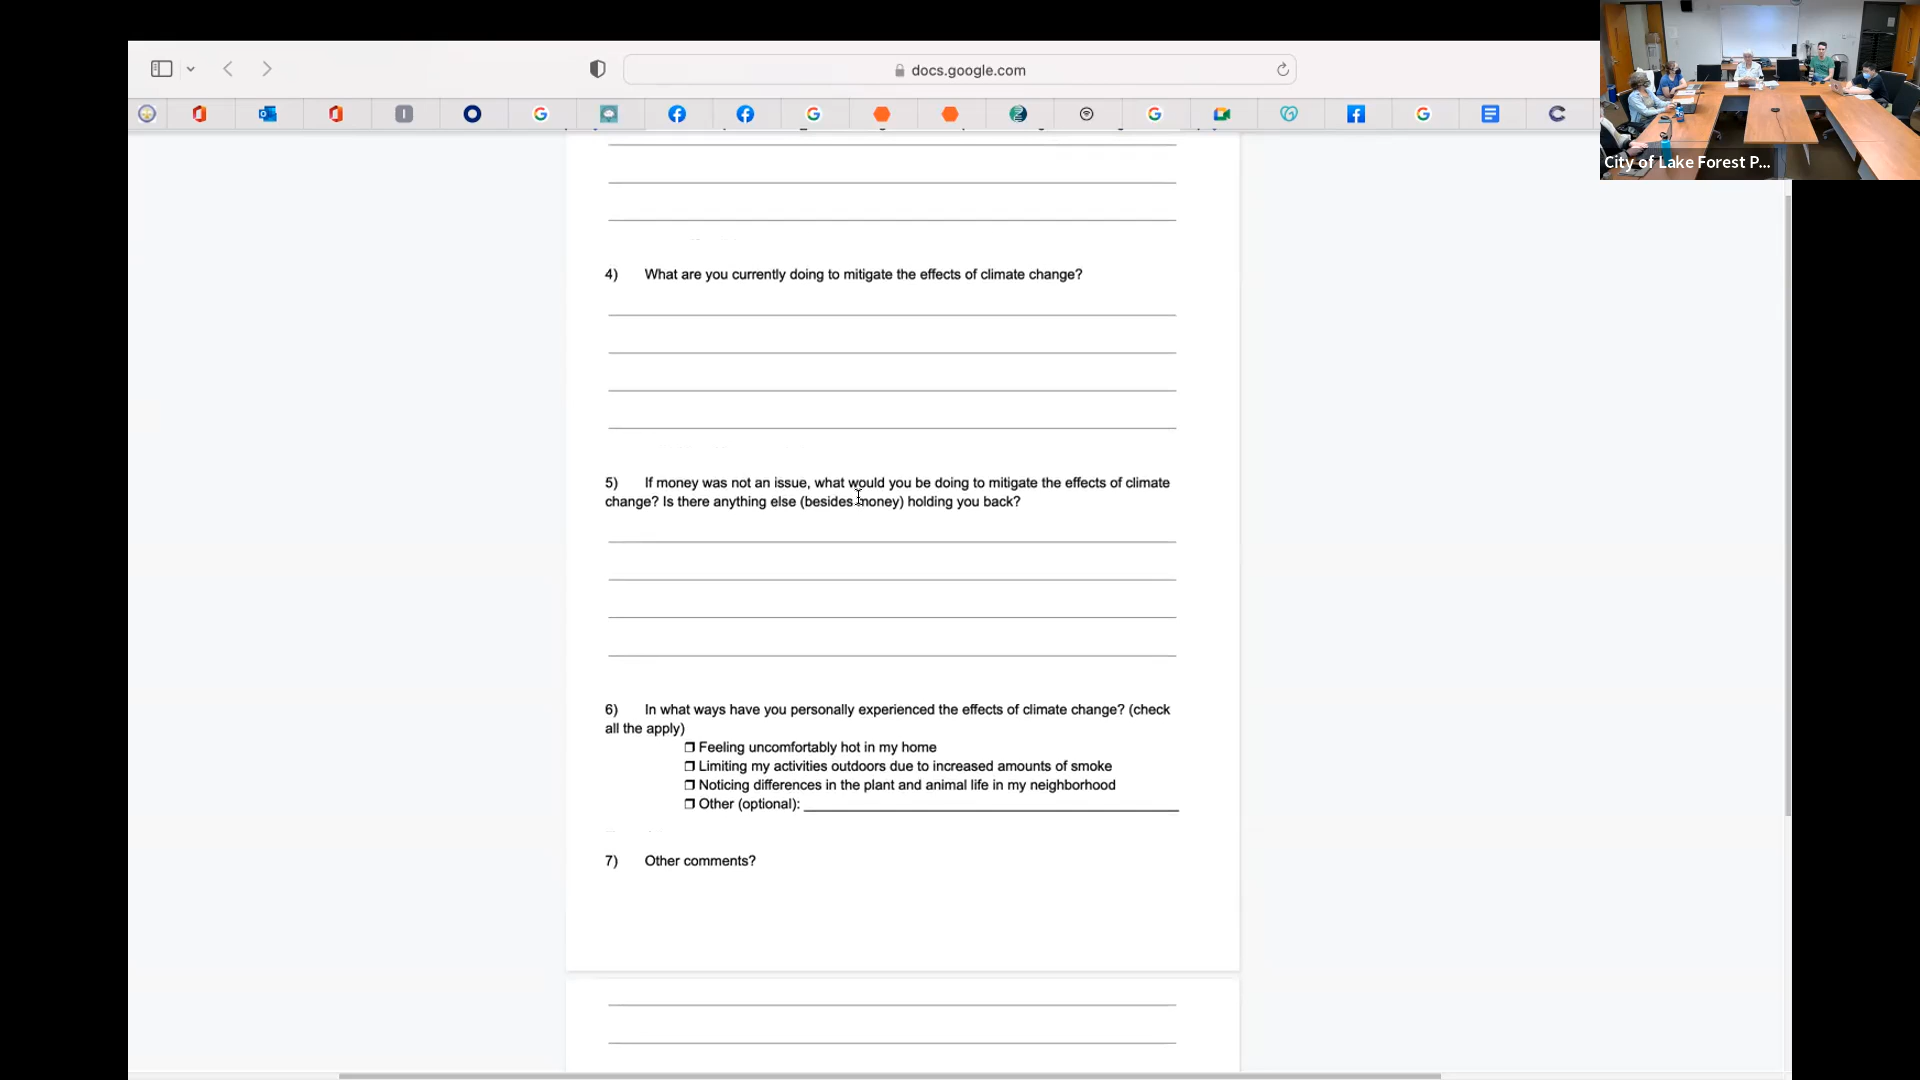 docs.google.com
City of Lake Forest P...
4) What are you currently doing to mitigate the effects of climate change?
5) If money was not an issue, what would you be doing to mitigate the effects of climate
change? Is there anything else (besides money) holding you back?
6) In what ways have you personally experienced the effects of climate change? (check
all the apply)
❐ Feeling uncomfortably hot in my home
❐ Limiting my activities outdoors due to increased amounts of smoke
❐ Noticing differences in the plant and animal life in my neighborhood
❐ Other (optional):
7) Other comments?